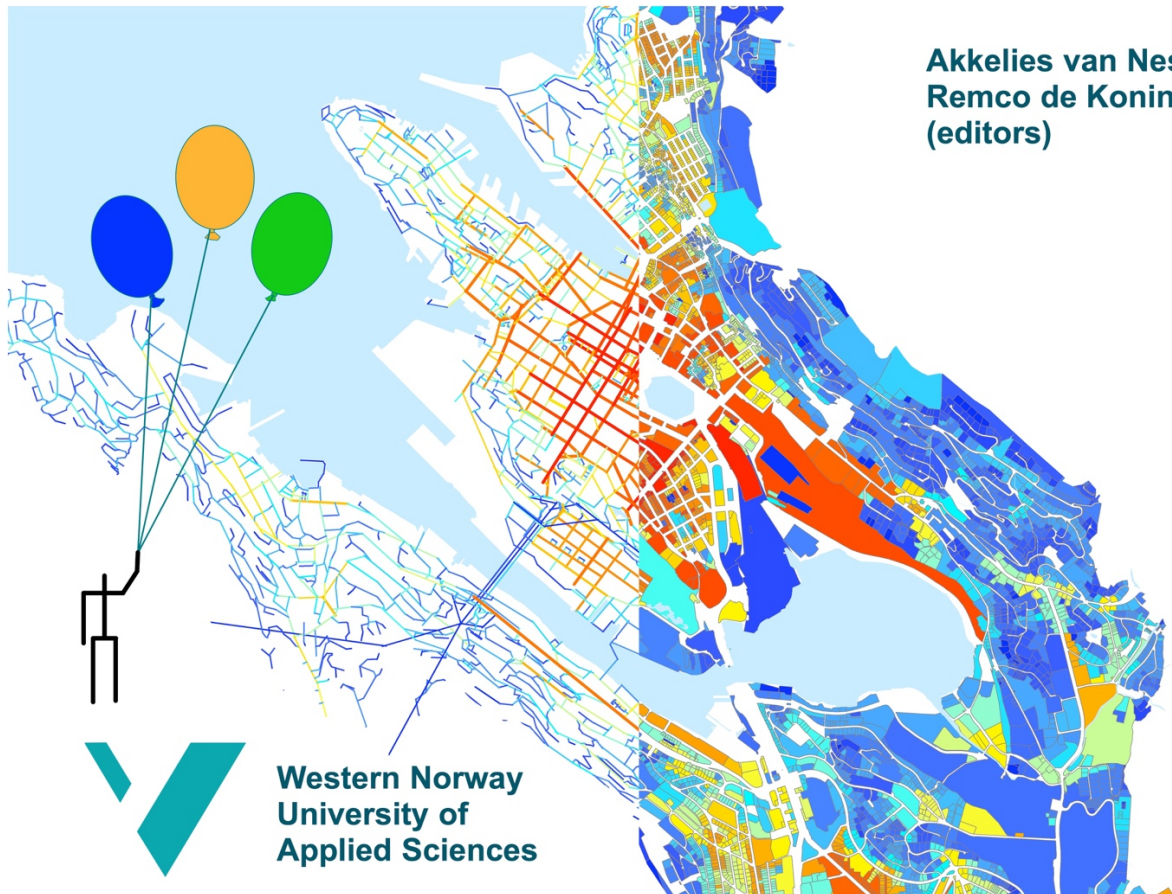 Akkelies van Nes
Remco de Konin
(editors)
Western Norway
University of
Applied Sciences